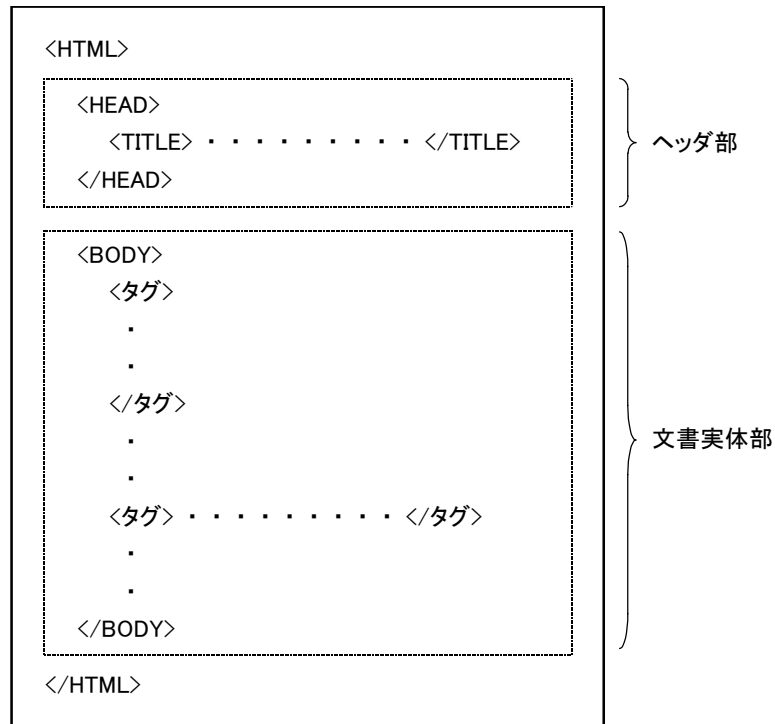 <HTML>
<HEAD>
<TITLE> ・ ・ ・ ・ ・ ・ ・ ・ ・ </TITLE>
</HEAD>
ヘッダ部
<BODY>
<タグ>
・
・
</タグ>
・
・
<タグ> ・ ・ ・ ・ ・ ・ ・ ・ ・ </タグ>
・
・
</BODY>
文書実体部
</HTML>